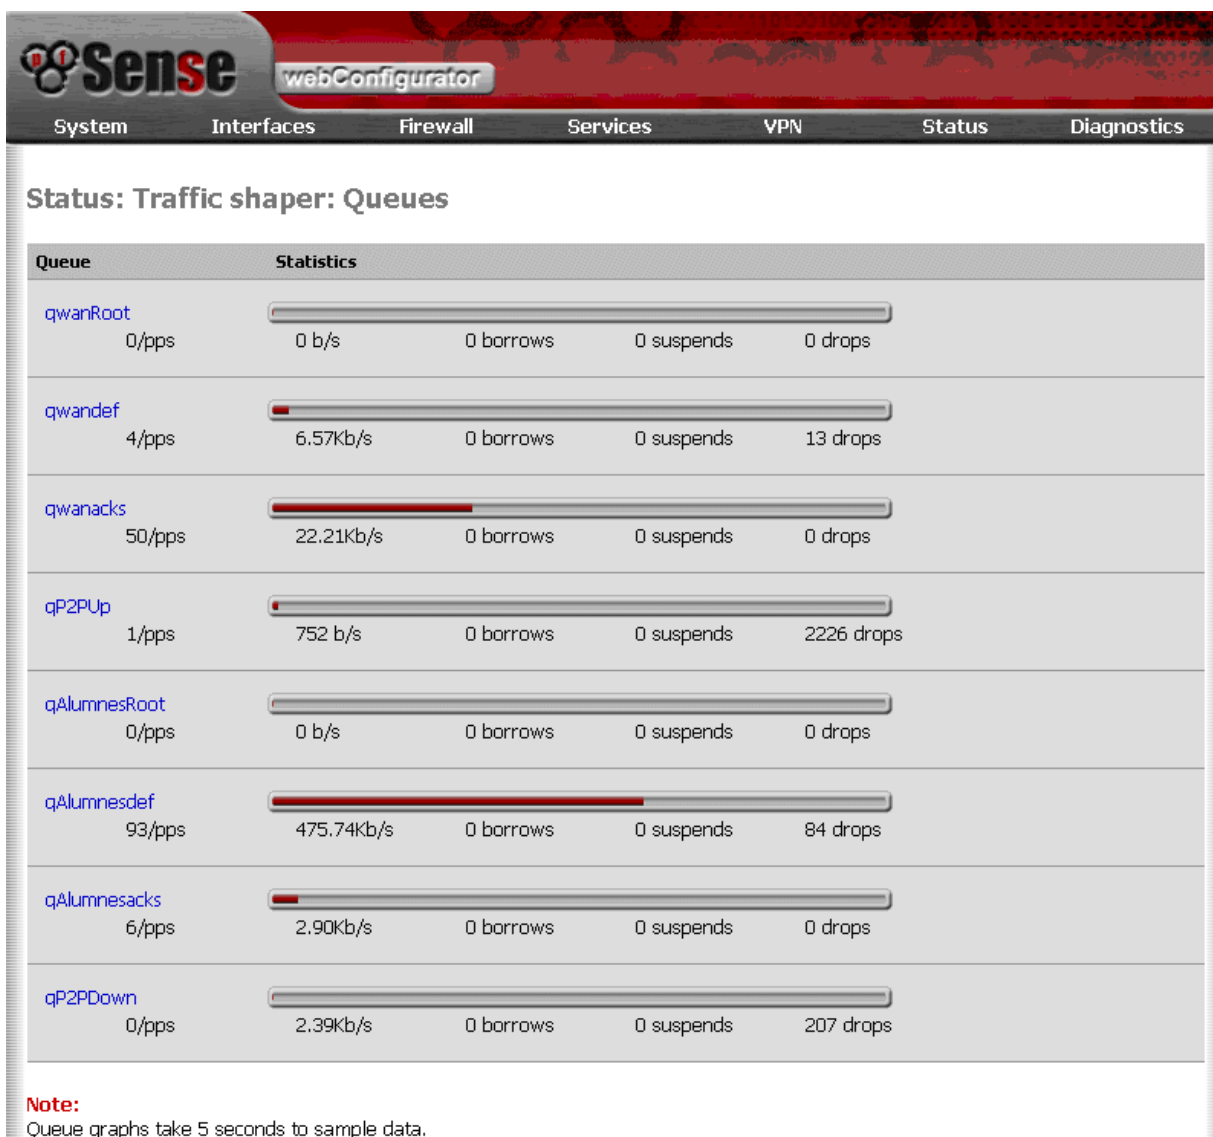 pfSense webConfigurator
System Interfaces Firewall Services VPN Status Diagnostics
Status: Traffic shaper: Queues
Queue Statistics
qwanRoot
0/pps 0 b/s 0 borrows 0 suspends 0 drops
qwandef
4/pps 6.57Kb/s 0 borrows 0 suspends 13 drops
qwanacks
50/pps 22.21Kb/s 0 borrows 0 suspends 0 drops
qP2PUp
1/pps 752 b/s 0 borrows 0 suspends 2226 drops
qAlumnesRoot
0/pps 0 b/s 0 borrows 0 suspends 0 drops
qAlumnesdef
93/pps 475.74Kb/s 0 borrows 0 suspends 84 drops
qAlumnesacks
6/pps 2.90Kb/s 0 borrows 0 suspends 0 drops
qP2PDown
0/pps 2.39Kb/s 0 borrows 0 suspends 207 drops
Note:
Queue graphs take 5 seconds to sample data.